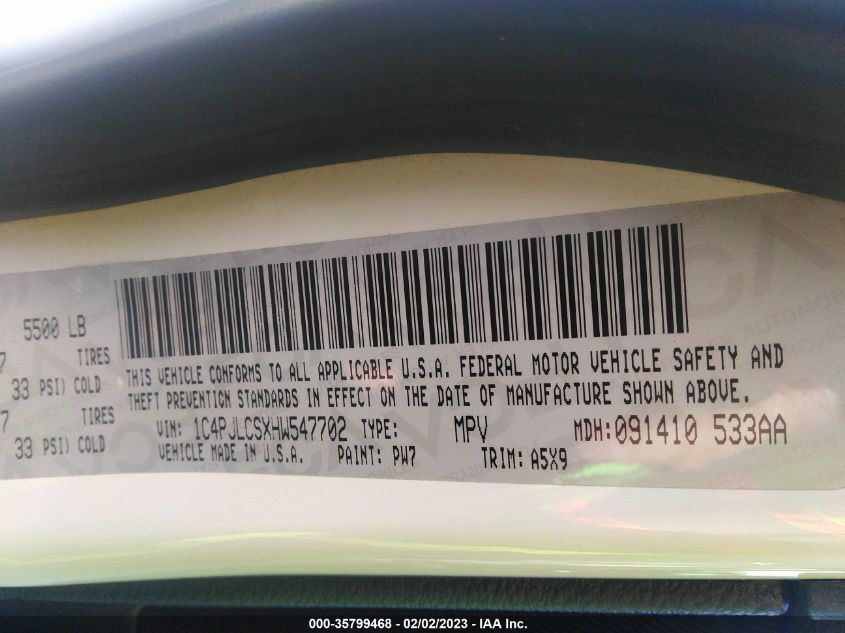 5500 LB
7 TIRES
33 PSI) COLD
7 TIRES
33 PSI) COLD
THIS VEHICLE CONFORMS TO ALL APPLICABLE U.S.A. FEDERAL MOTOR VEHICLE SAFETY AND
THEFT PREVENTION STANDARDS IN EFFECT ON THE DATE OF MANUFACTURE SHOWN ABOVE.
VIN: 1C4PJLCSXHW547702 TYPE: MPV MDH:091410 533AA
VEHICLE MADE IN U.S.A. PAINT: PW7 TRIM: A5X9
000-35799468 - 02/02/2023 - IAA Inc.